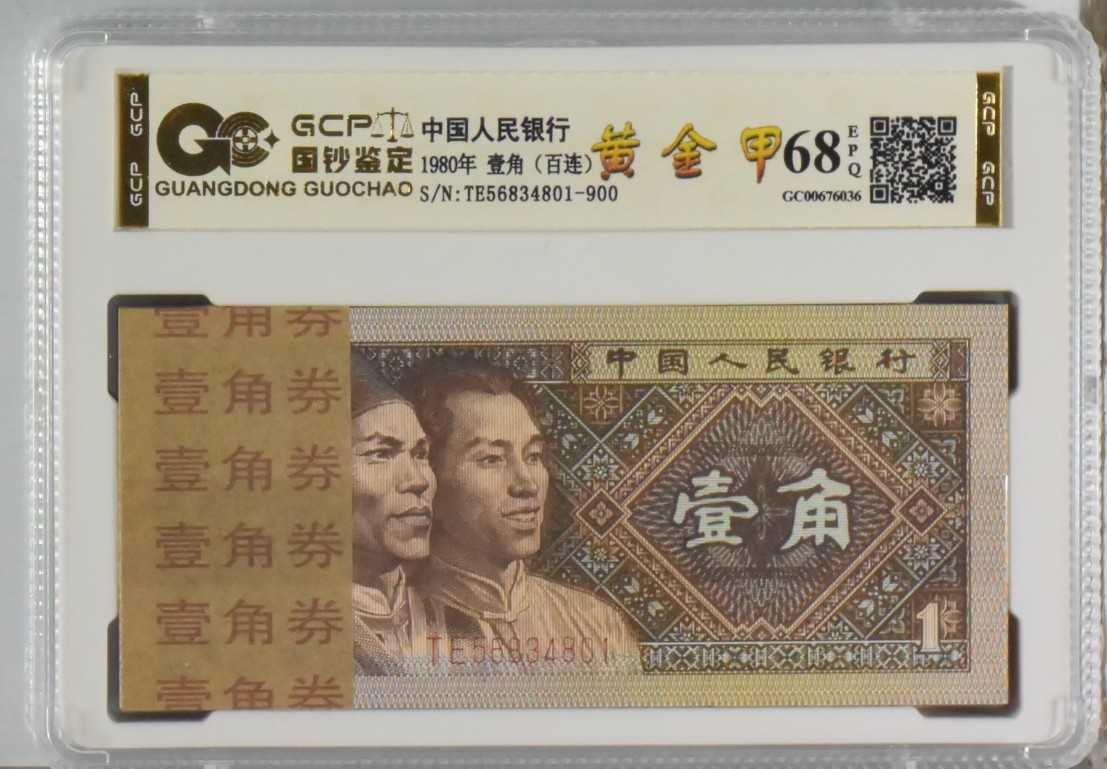 GCP
GCP
GC
GCP
国钞鉴定
GUANGDONG GUOCHAO
中国人民银行
1980年 壹角（百连）
S/N:TE56834801-900
黄金甲
68
EPQ
GC00676036
GCP
GCP
壹角券
壹角券
壹角券
壹角券
壹角券
壹角券
中国人民银行
壹角
1
TE56834801